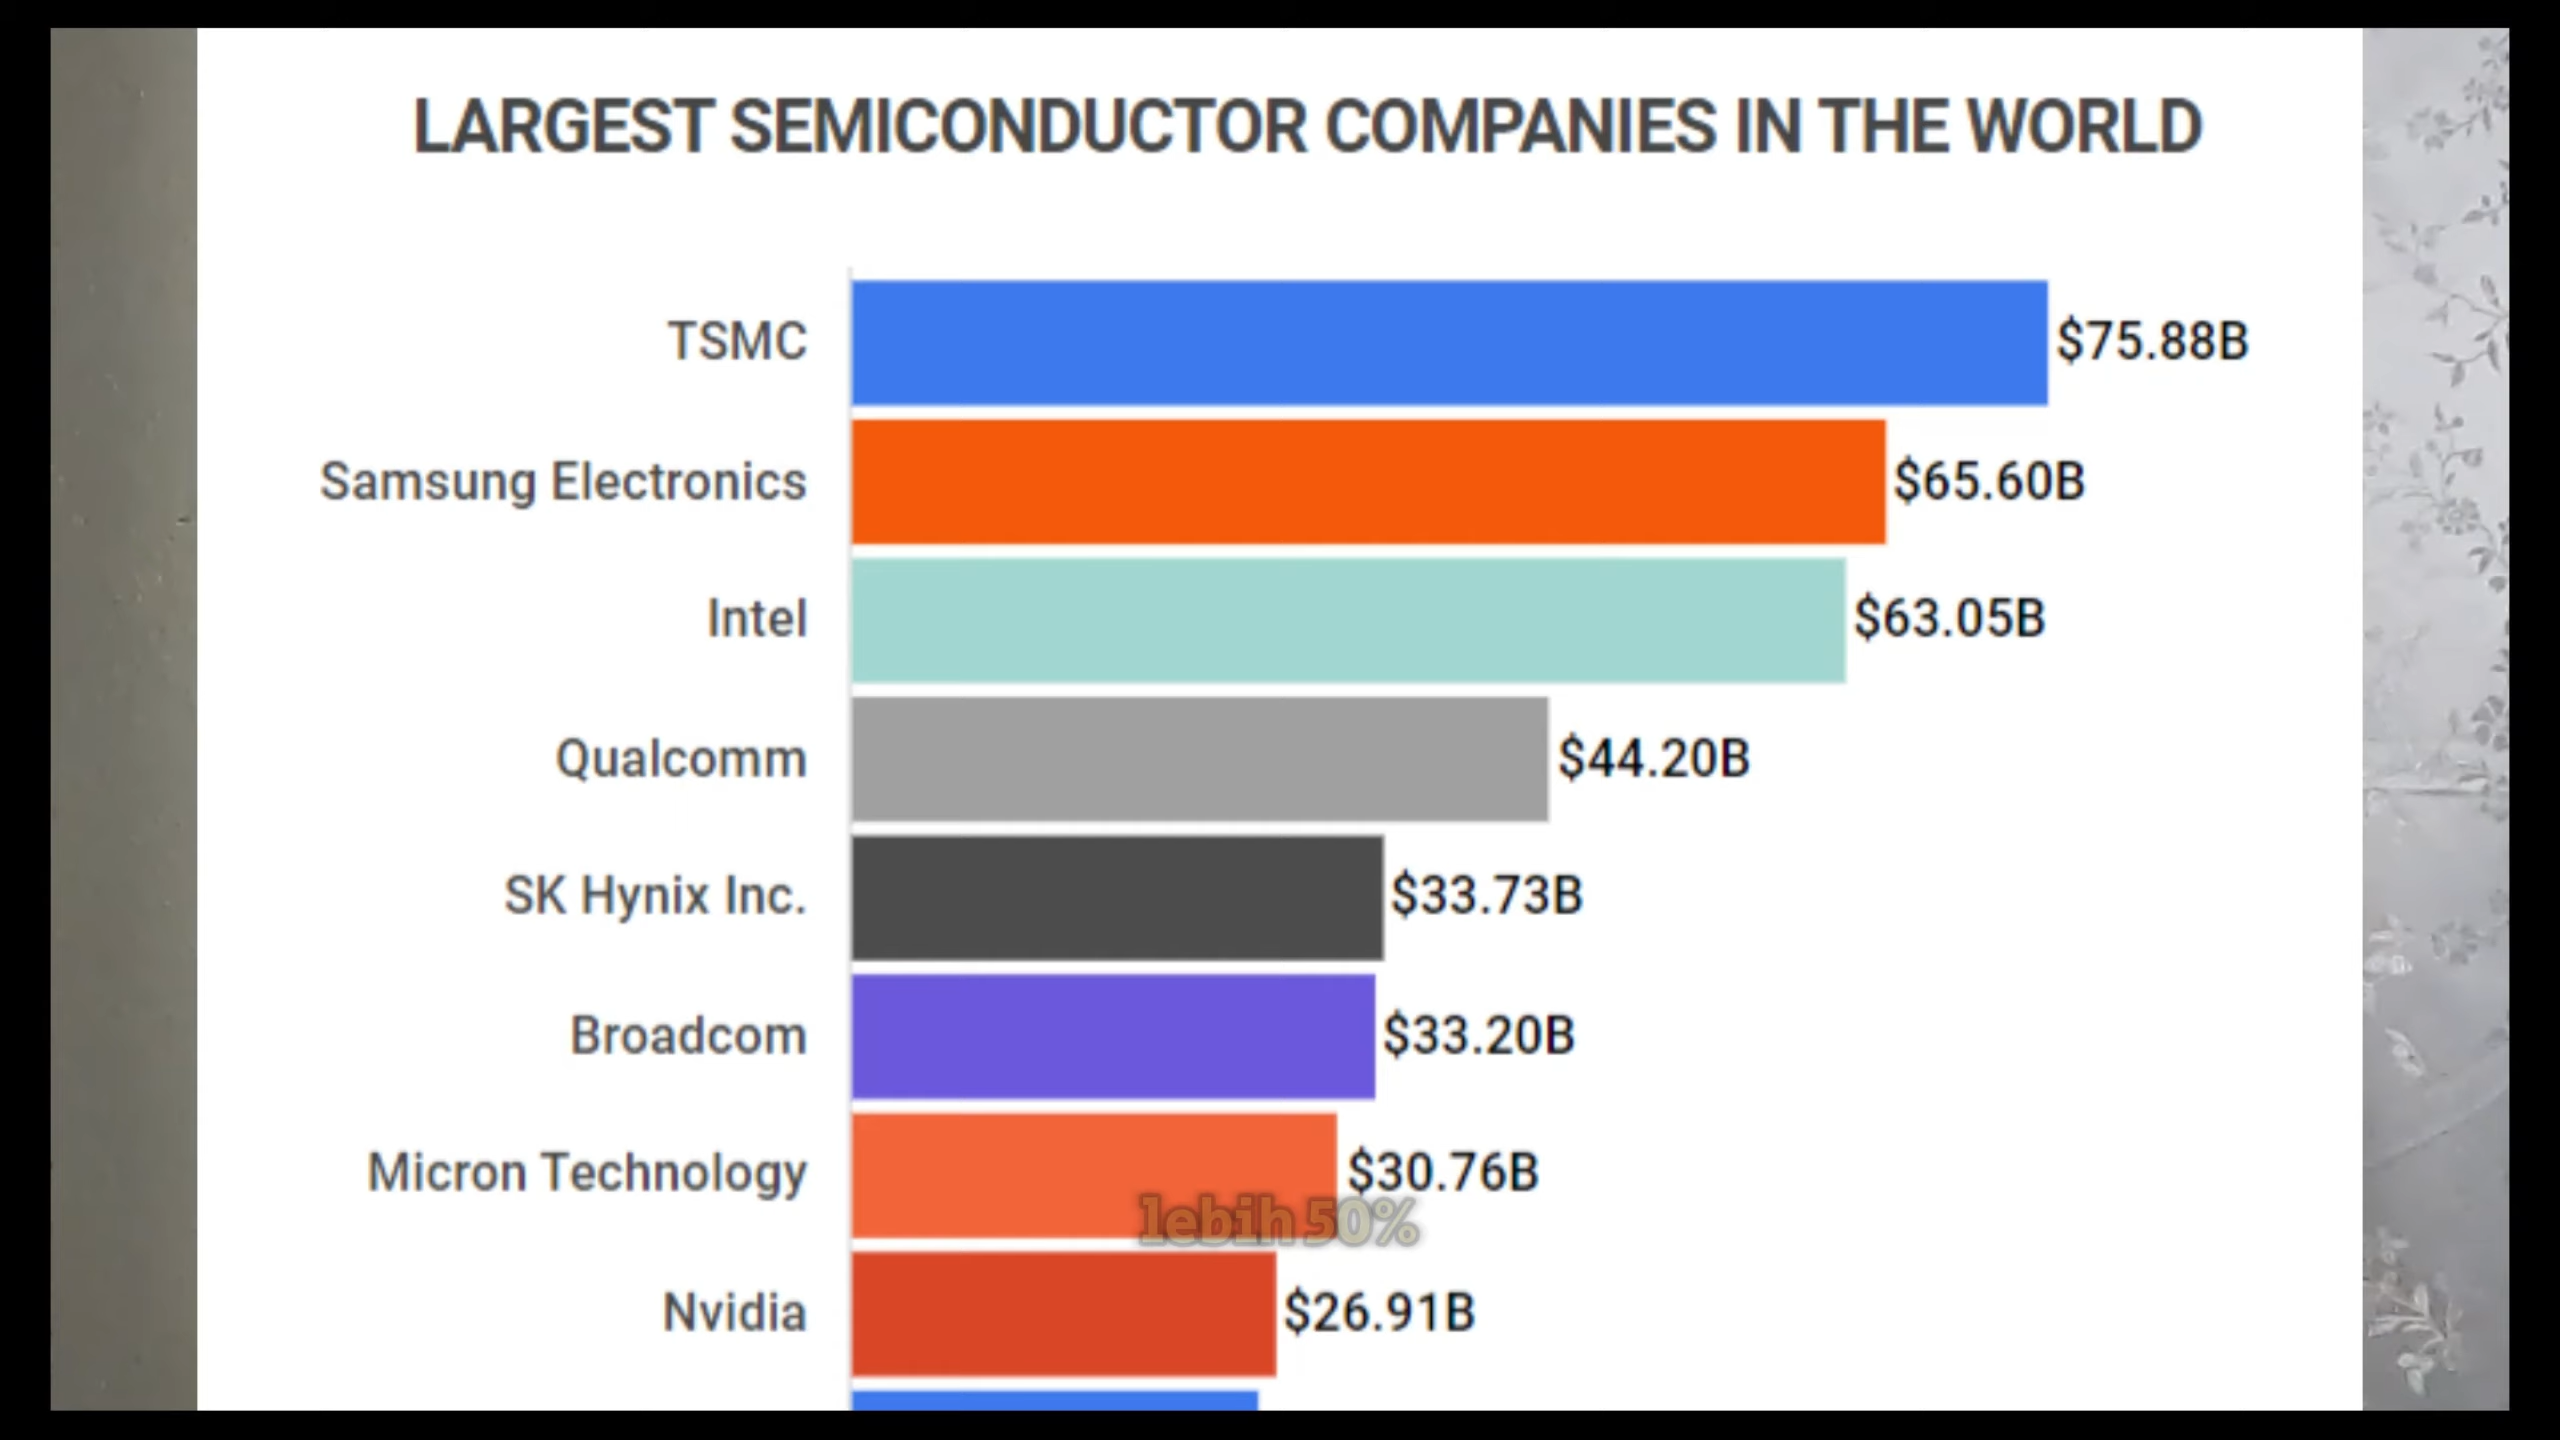 LARGEST SEMICONDUCTOR COMPANIES IN THE WORLD
TSMC $75.88B
Samsung Electronics $65.60B
Intel $63.05B
Qualcomm $44.20B
SK Hynix Inc. $33.73B
Broadcom $33.20B
Micron Technology $30.76B
lebih 50%
Nvidia $26.91B